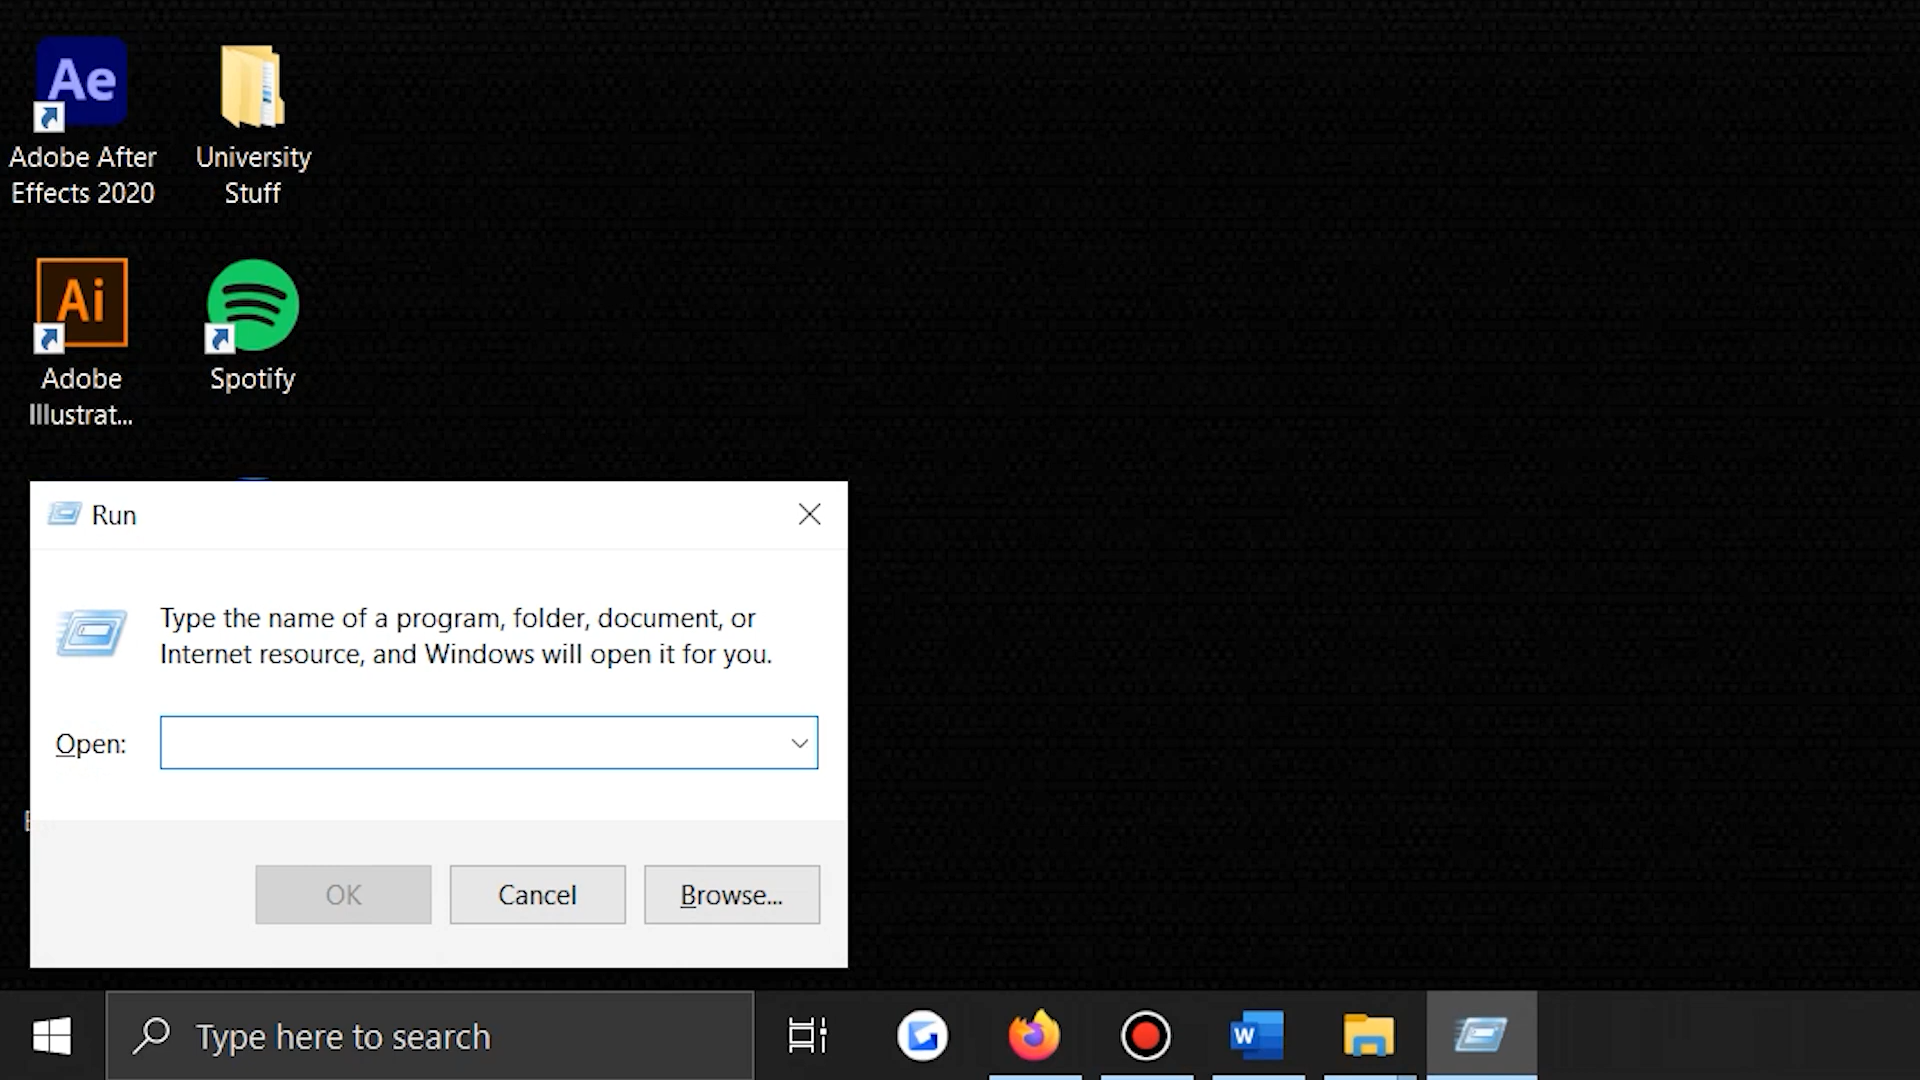 Ae
Adobe After
Effects 2020
University
Stuff
Ai
Adobe
Illustrat...
Spotify
Run
Type the name of a program, folder, document, or
Internet resource, and Windows will open it for you.
Open:
OK
Cancel
Browse...
Type here to search
W